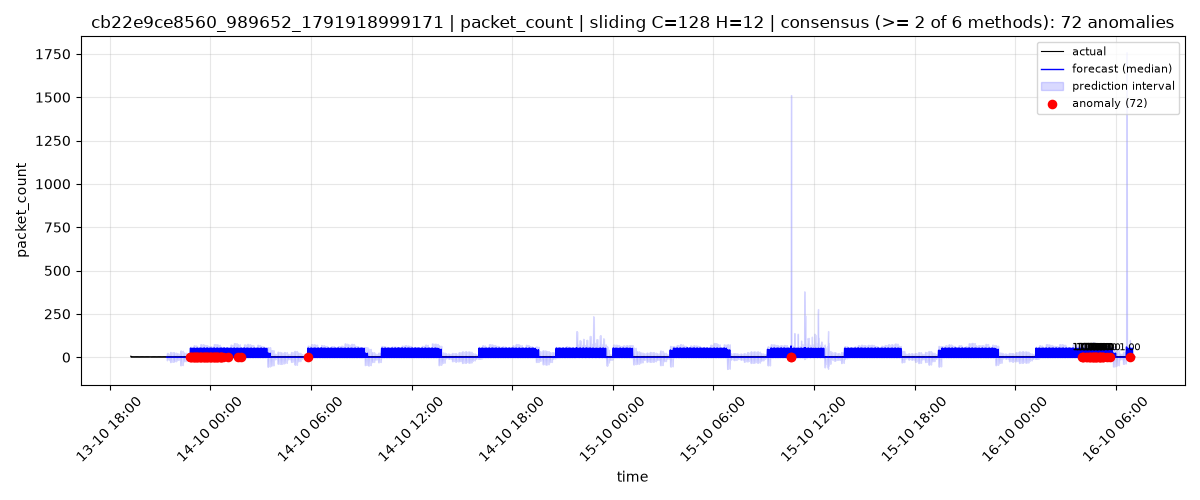 cb22e9ce8560_989652_1791918999171 | packet_count | sliding C=128 H=12 | consensus (>= 2 of 6 methods): 72 anomalies
actual
forecast (median)
prediction interval
anomaly (72)
packet_count
1750
1500
1250
1000
750
500
250
0
13-10 18:00
14-10 00:00
14-10 06:00
14-10 12:00
14-10 18:00
15-10 00:00
15-10 06:00
15-10 12:00
15-10 18:00
16-10 00:00
16-10 06:00
time